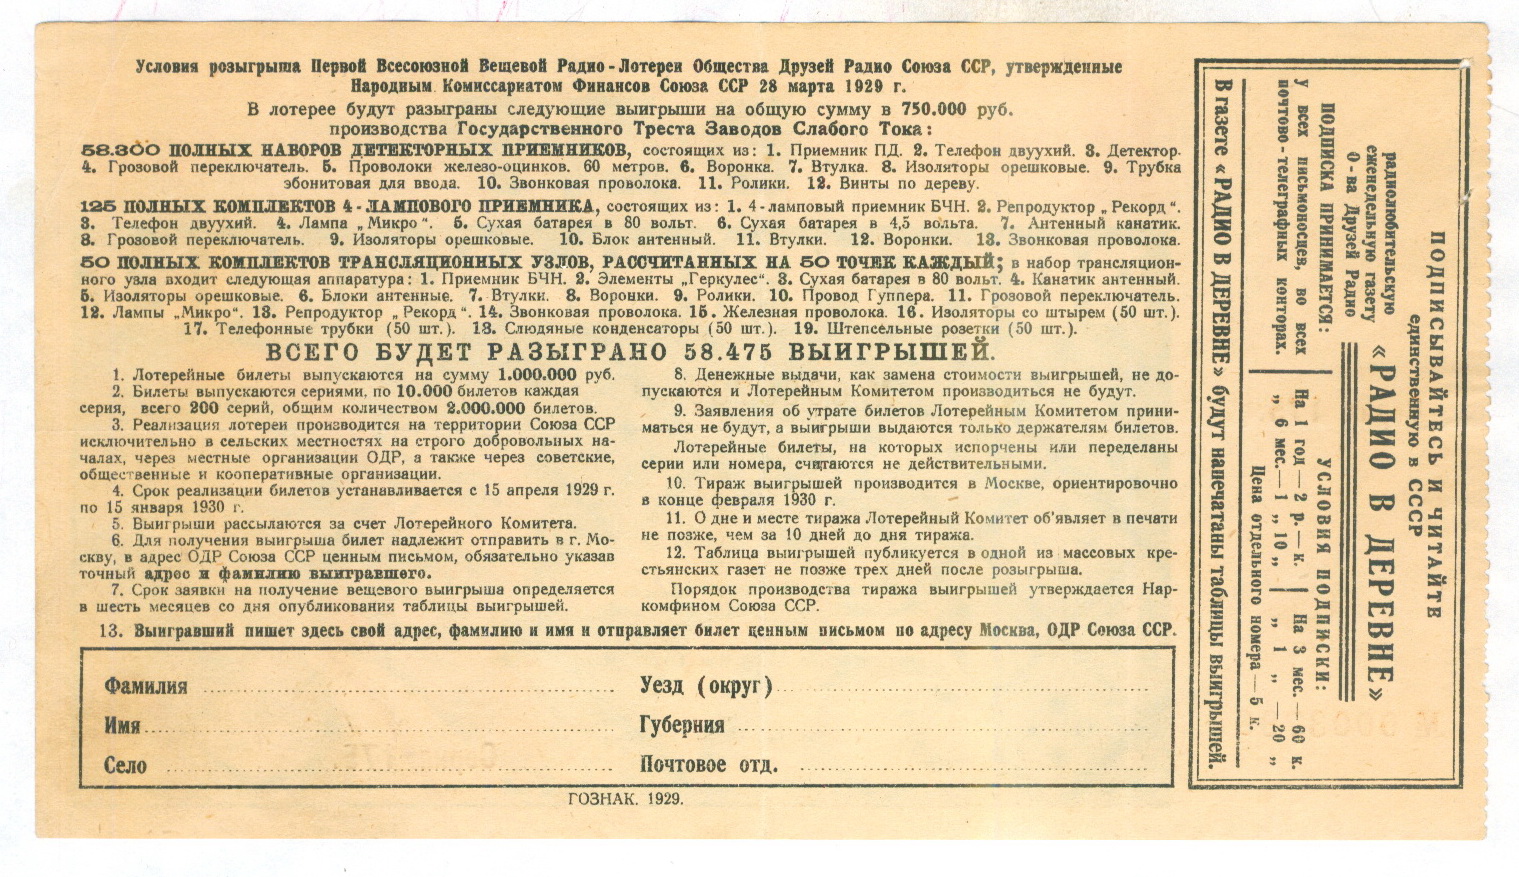 Условия розыгрыша Первой Всесоюзной Вещевой Радио-Лотереи Общества Друзей Радио Союза ССР, утвержденные
Народным Комиссариатом Финансов Союза ССР 28 марта 1929 г.
В лотерее будут разыграны следующие выигрыши на общую сумму в 750.000 руб.
производства Государственного Треста Заводов Слабого Тока:
58.300 ПОЛНЫХ НАБОРОВ ДЕТЕКТОРНЫХ ПРИЕМНИКОВ, состоящих из: 1. Приемник ПД. 2. Телефон двуухий. 3. Детектор.
4. Грозовой переключатель. 5. Проволоки железо-оцинков. 60 метров. 6. Воронка. 7. Втулка. 8. Изоляторы орешковые. 9. Трубка
эбонитовая для ввода. 10. Звонковая проволока. 11. Ролики. 12. Винты по дереву.
125 ПОЛНЫХ КОМПЛЕКТОВ 4-ЛАМПОВОГО ПРИЕМНИКА, состоящих из: 1. 4-ламповый приемник БЧН. 2. Репродуктор „Рекорд“.
3. Телефон двуухий. 4. Лампа „Микро“. 5. Сухая батарея в 80 вольт. 6. Сухая батарея в 4,5 вольта. 7. Антенный канатик.
8. Грозовой переключатель. 9. Изоляторы орешковые. 10. Блок антенный. 11. Втулки. 12. Воронки. 13. Звонковая проволока.
50 ПОЛНЫХ КОМПЛЕКТОВ ТРАНСЛЯЦИОННЫХ УЗЛОВ, РАССЧИТАННЫХ НА 50 ТОЧЕК КАЖДЫЙ; в набор трансляцион-
ного узла входит следующая аппаратура: 1. Приемник БЧН. 2. Элементы „Геркулес“. 3. Сухая батарея в 80 вольт. 4. Канатик антенный.
5. Изоляторы орешковые. 6. Блоки антенные. 7. Втулки. 8. Воронки. 9. Ролики. 10. Провод Гуппера. 11. Грозовой переключатель.
12. Лампы „Микро“. 13. Репродуктор „Рекорд“. 14. Звонковая проволока. 15. Железная проволока. 16. Изоляторы со штырем (50 шт.).
17. Телефонные трубки (50 шт.). 18. Слюдяные конденсаторы (50 шт.). 19. Штепсельные розетки (50 шт.).
ВСЕГО БУДЕТ РАЗЫГРАНО 58.475 ВЫИГРЫШЕЙ.
1. Лотерейные билеты выпускаются на сумму 1.000.000 руб.
2. Билеты выпускаются сериями, по 10.000 билетов каждая
серия, всего 200 серий, общим количеством 2.000.000 билетов.
3. Реализация лотереи производится на территории Союза ССР
исключительно в сельских местностях на строго добровольных на-
чалах, через местные организации ОДР, а также через советские,
общественные и кооперативные организации.
4. Срок реализации билетов устанавливается с 15 апреля 1929 г.
по 15 января 1930 г.
5. Выигрыши рассылаются за счет Лотерейного Комитета.
6. Для получения выигрыша билет надлежит отправить в г. Мо-
скву, в адрес ОДР Союза ССР ценным письмом, обязательно указав
точный адрес и фамилию выигравшего.
7. Срок заявки на получение вещевого выигрыша определяется
в шесть месяцев со дня опубликования таблицы выигрышей.
8. Денежные выдачи, как замена стоимости выигрышей, не до-
пускаются и Лотерейным Комитетом производиться не будут.
9. Заявления об утрате билетов Лотерейным Комитетом прини-
маться не будут, а выигрыши выдаются только держателям билетов.
Лотерейные билеты, на которых испорчены или переделаны
серии или номера, считаются не действительными.
10. Тираж выигрышей производится в Москве, ориентировочно
в конце февраля 1930 г.
11. О дне и месте тиража Лотерейный Комитет об'являет в печати
не позже, чем за 10 дней до дня тиража.
12. Таблица выигрышей публикуется в одной из массовых кре-
стьянских газет не позже трех дней после розыгрыша.
Порядок производства тиража выигрышей утверждается Нар-
комфином Союза ССР.
13. Выигравший пишет здесь свой адрес, фамилию и имя и отправляет билет ценным письмом по адресу Москва, ОДР Союза ССР.
Фамилия
Имя
Село
Уезд (округ)
Губерния
Почтовое отд.
ГОЗНАК. 1929.
ПОДПИСЫВАЙТЕСЬ И ЧИТАЙТЕ
единственную в СССР
радиолюбительскую
еженедельную газету
О-ва Друзей Радио
«РАДИО В ДЕРЕВНЕ»
ПОДПИСКА ПРИНИМАЕТСЯ:
У всех письмоносцев, во всех
почтово-телеграфных конторах.
УСЛОВИЯ ПОДПИСКИ:
На 1 год — 2 р. — к. | На 3 мес. — 60 к.
„ 6 мес. — 1 „ 10 „ | „ 1 „ — 20 „
Цена отдельного номера — 5 к.
В газете «РАДИО В ДЕРЕВНЕ» будут напечатаны таблицы выигрышей.